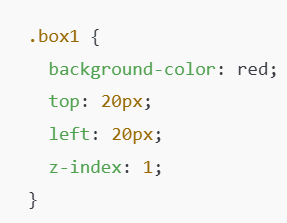 .box1 {
  background-color: red;
  top: 20px;
  left: 20px;
  z-index: 1;
}